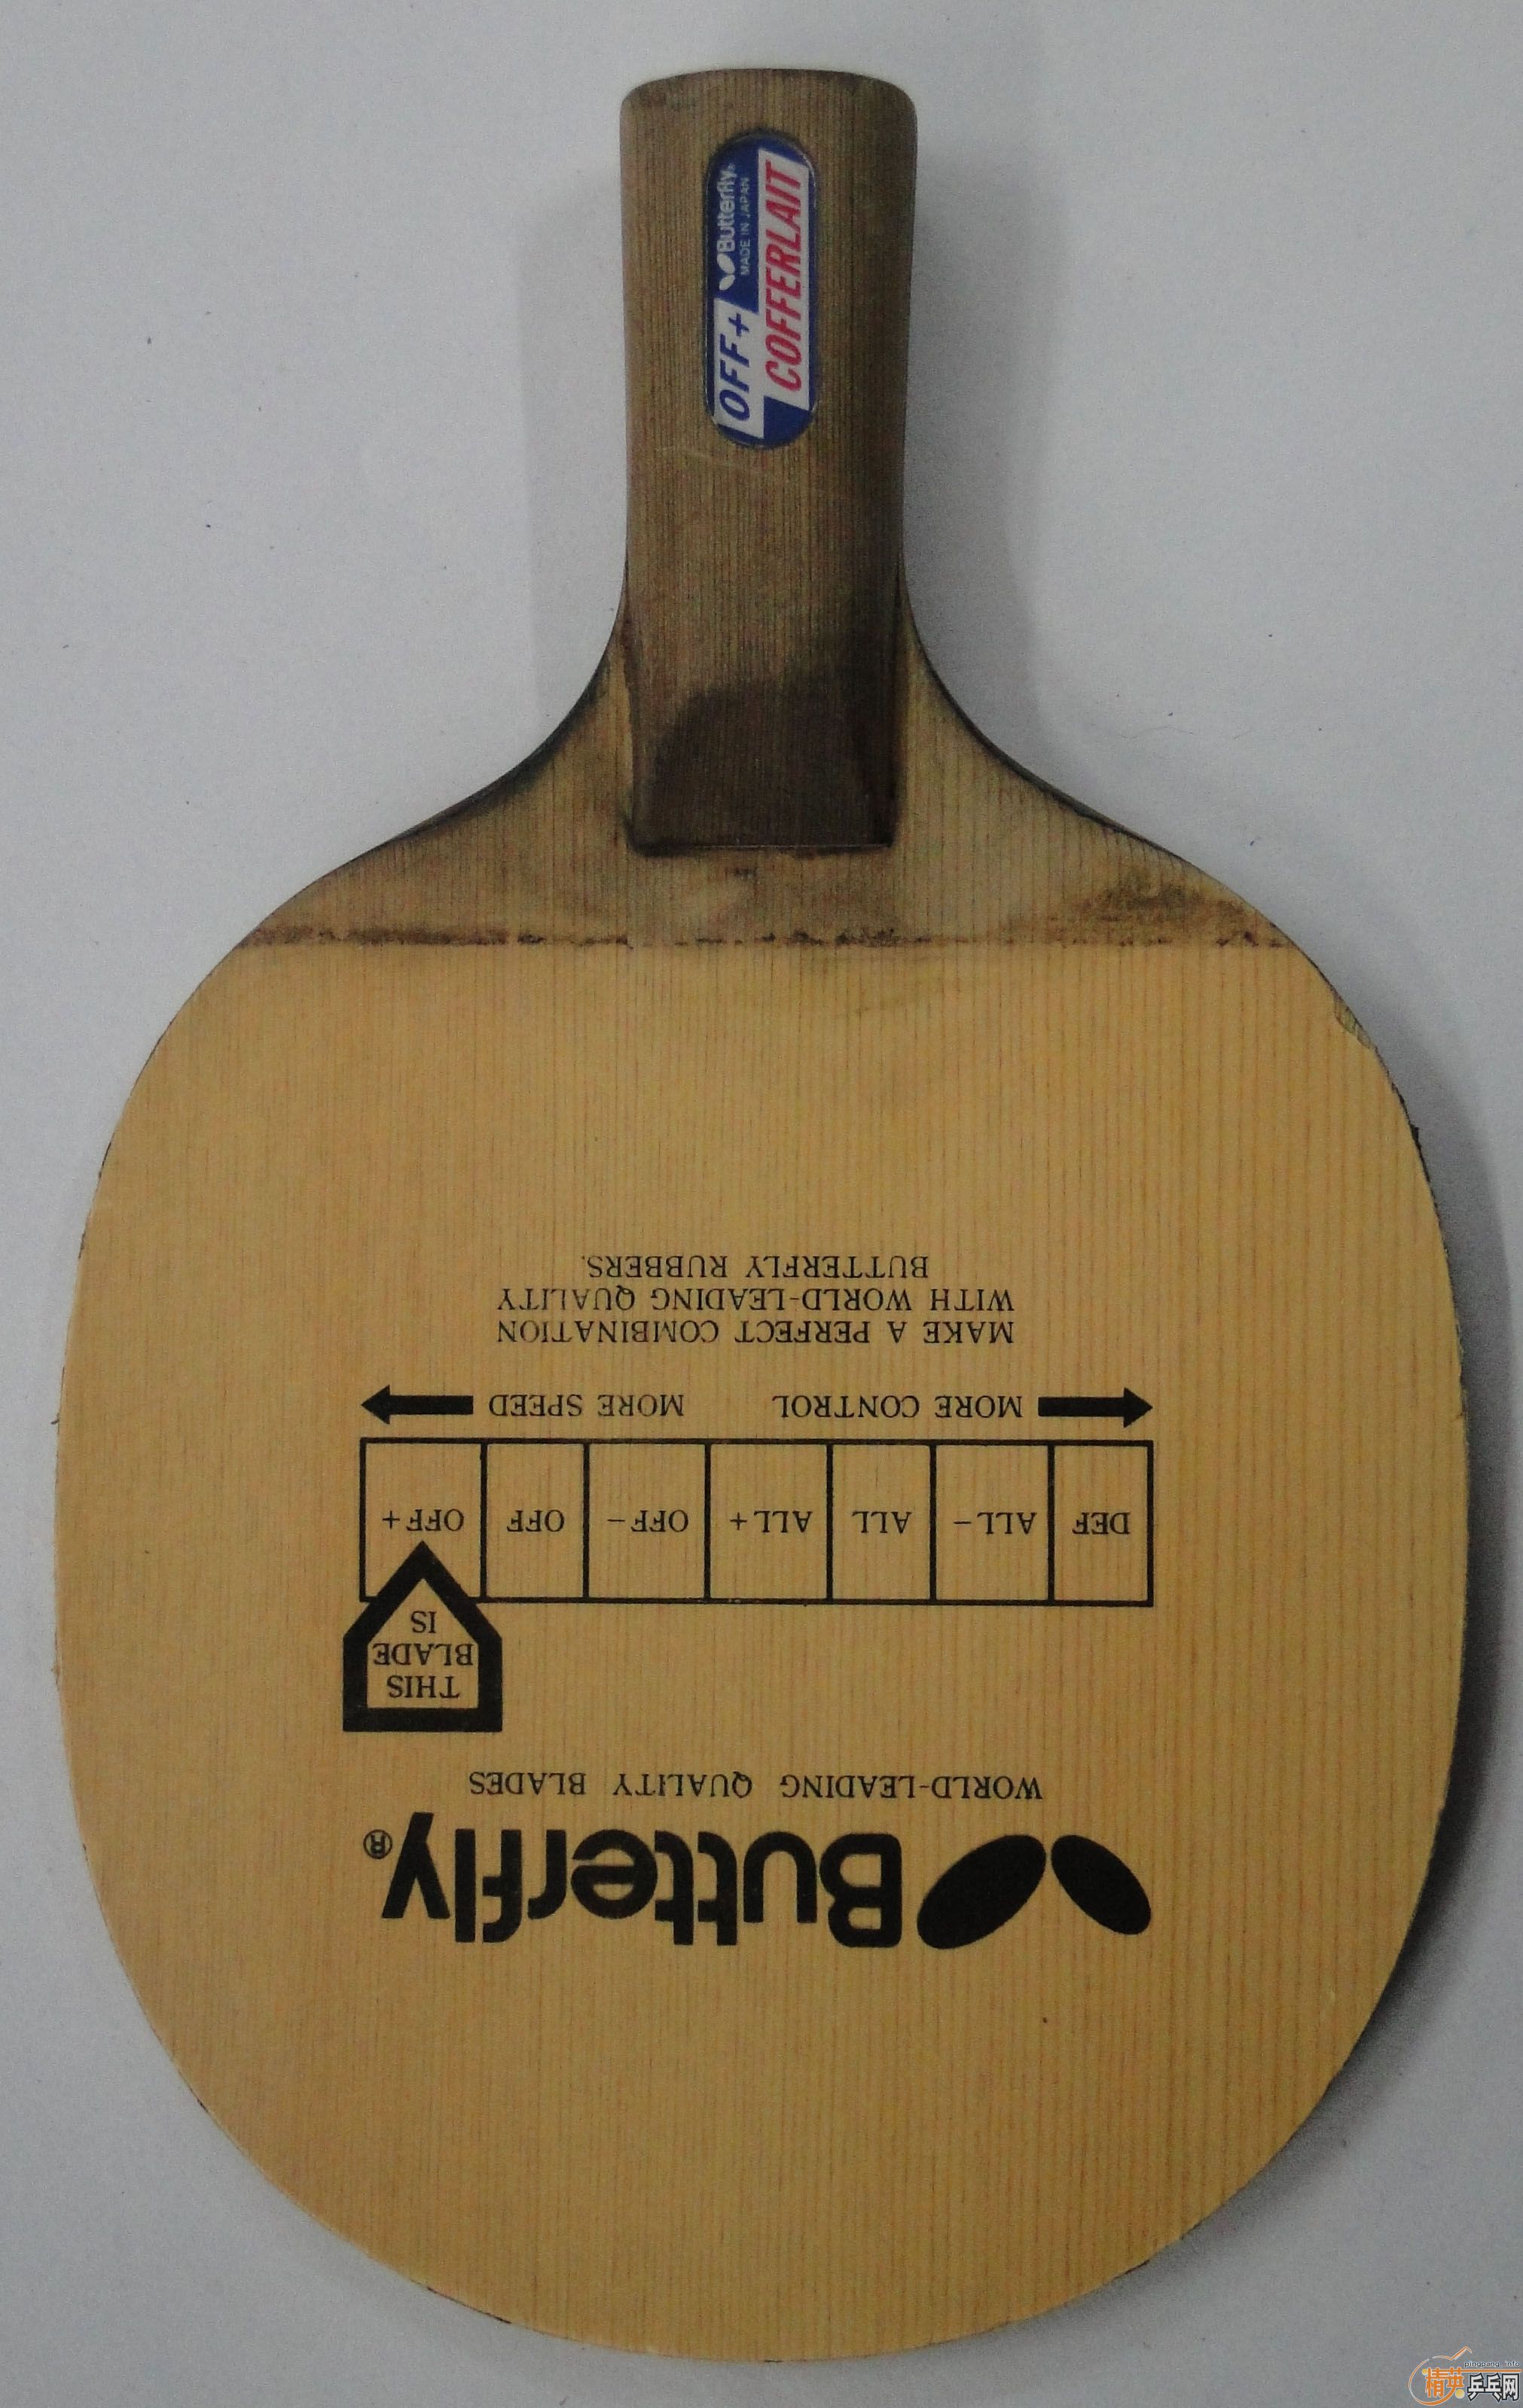 OFF+
Butterfly®
MADE IN JAPAN
COFFERLAIT
Butterfly®
WORLD-LEADING QUALITY BLADES
THIS
BLADE
IS
DEF ALL− ALL ALL+ OFF− OFF OFF+
MORE CONTROL MORE SPEED
MAKE A PERFECT COMBINATION
WITH WORLD-LEADING QUALITY
BUTTERFLY RUBBERS.
pingpang.info
精英乒乓网